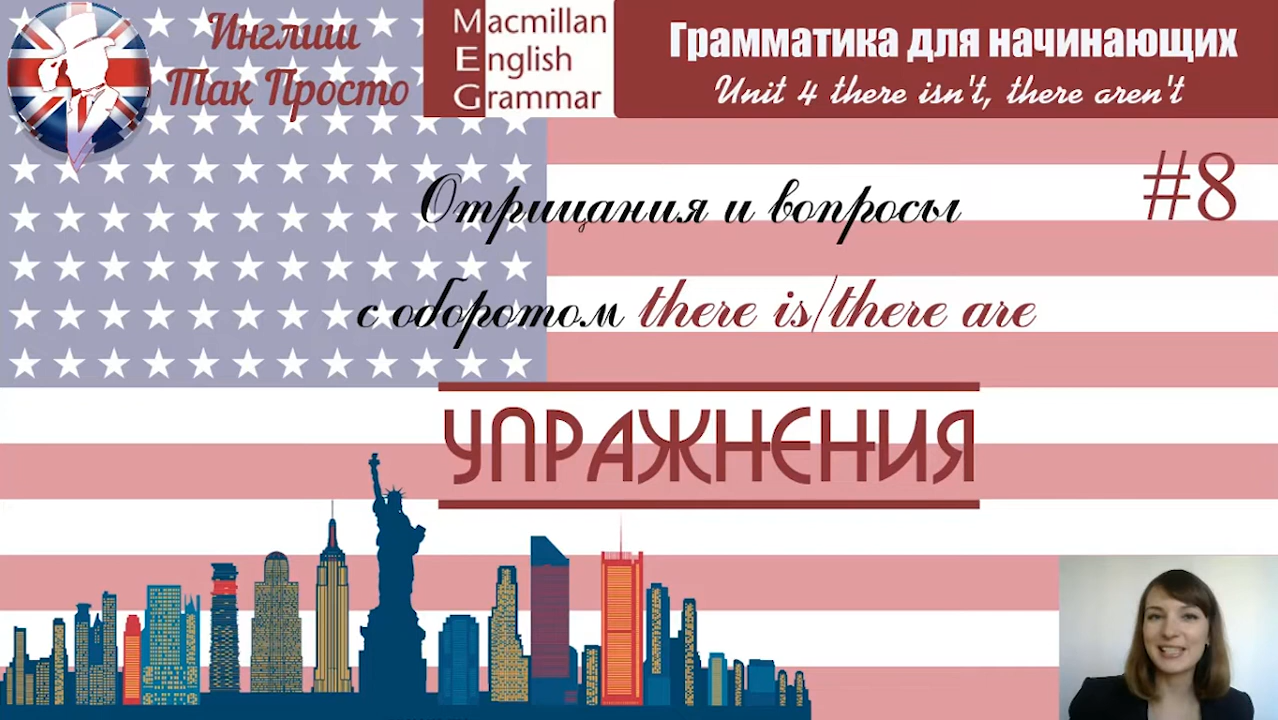 Инглиш
Так Просто
Macmillan
English
Grammar
Грамматика для начинающих
Unit 4 there isn't, there aren't
#8
Отрицания и вопросы
с оборотом there is/there are
УПРАЖНЕНИЯ